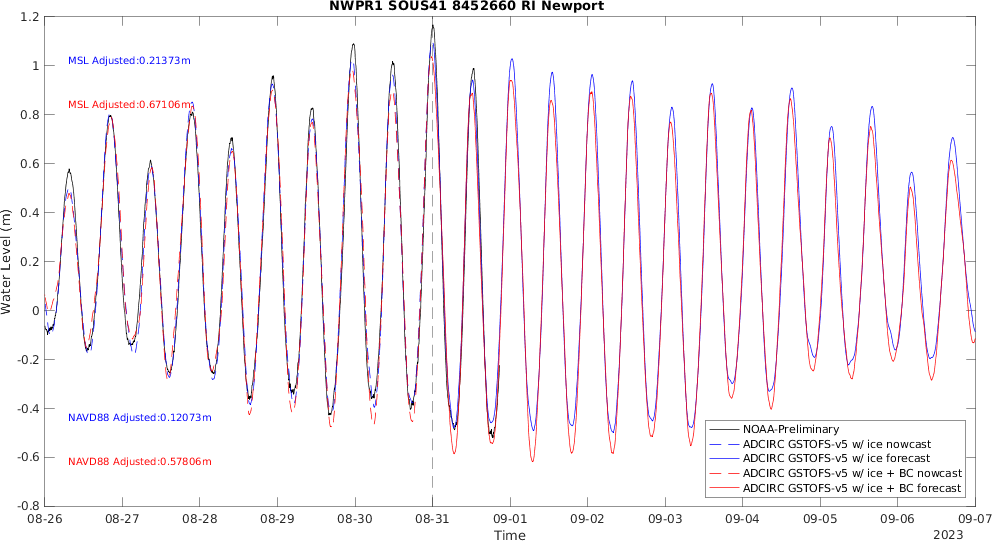 NWPR1 SOUS41 8452660 RI Newport
1.2
1
0.8
0.6
0.4
0.2
0
-0.2
-0.4
-0.6
-0.8
Water Level (m)
MSL Adjusted:0.21373m
MSL Adjusted:0.67106m
NAVD88 Adjusted:0.12073m
NAVD88 Adjusted:0.57806m
NOAA-Preliminary
ADCIRC GSTOFS-v5 w/ ice nowcast
ADCIRC GSTOFS-v5 w/ ice forecast
ADCIRC GSTOFS-v5 w/ ice + BC nowcast
ADCIRC GSTOFS-v5 w/ ice + BC forecast
08-26 08-27 08-28 08-29 08-30 08-31 09-01 09-02 09-03 09-04 09-05 09-06 09-07
Time
2023